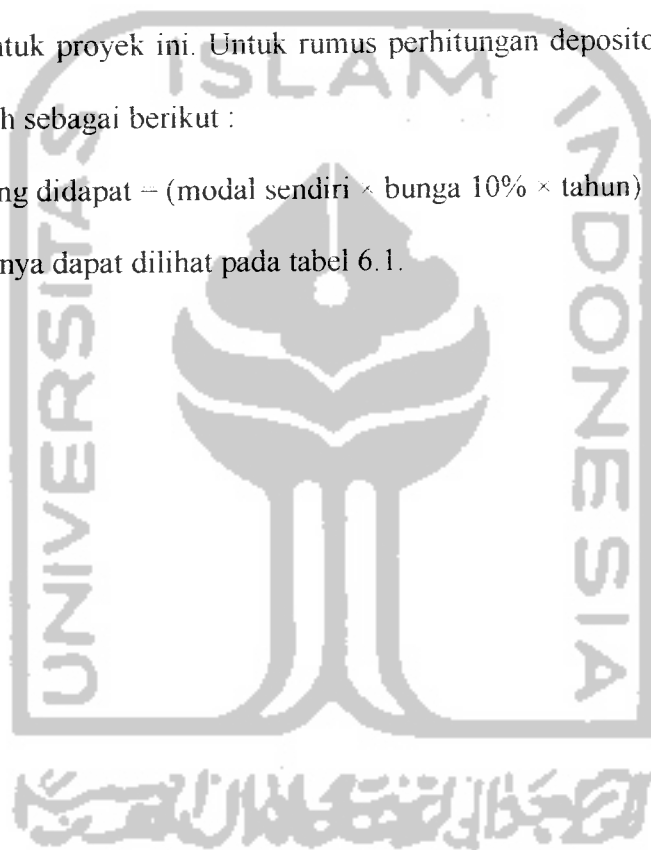 ntuk proyek ini. Untuk rumus perhitungan deposito
h sebagai berikut :
ng didapat = (modal sendiri × bunga 10% × tahun)
nya dapat dilihat pada tabel 6.1.
ISLAM
UNIVERSITAS
INDONESIA